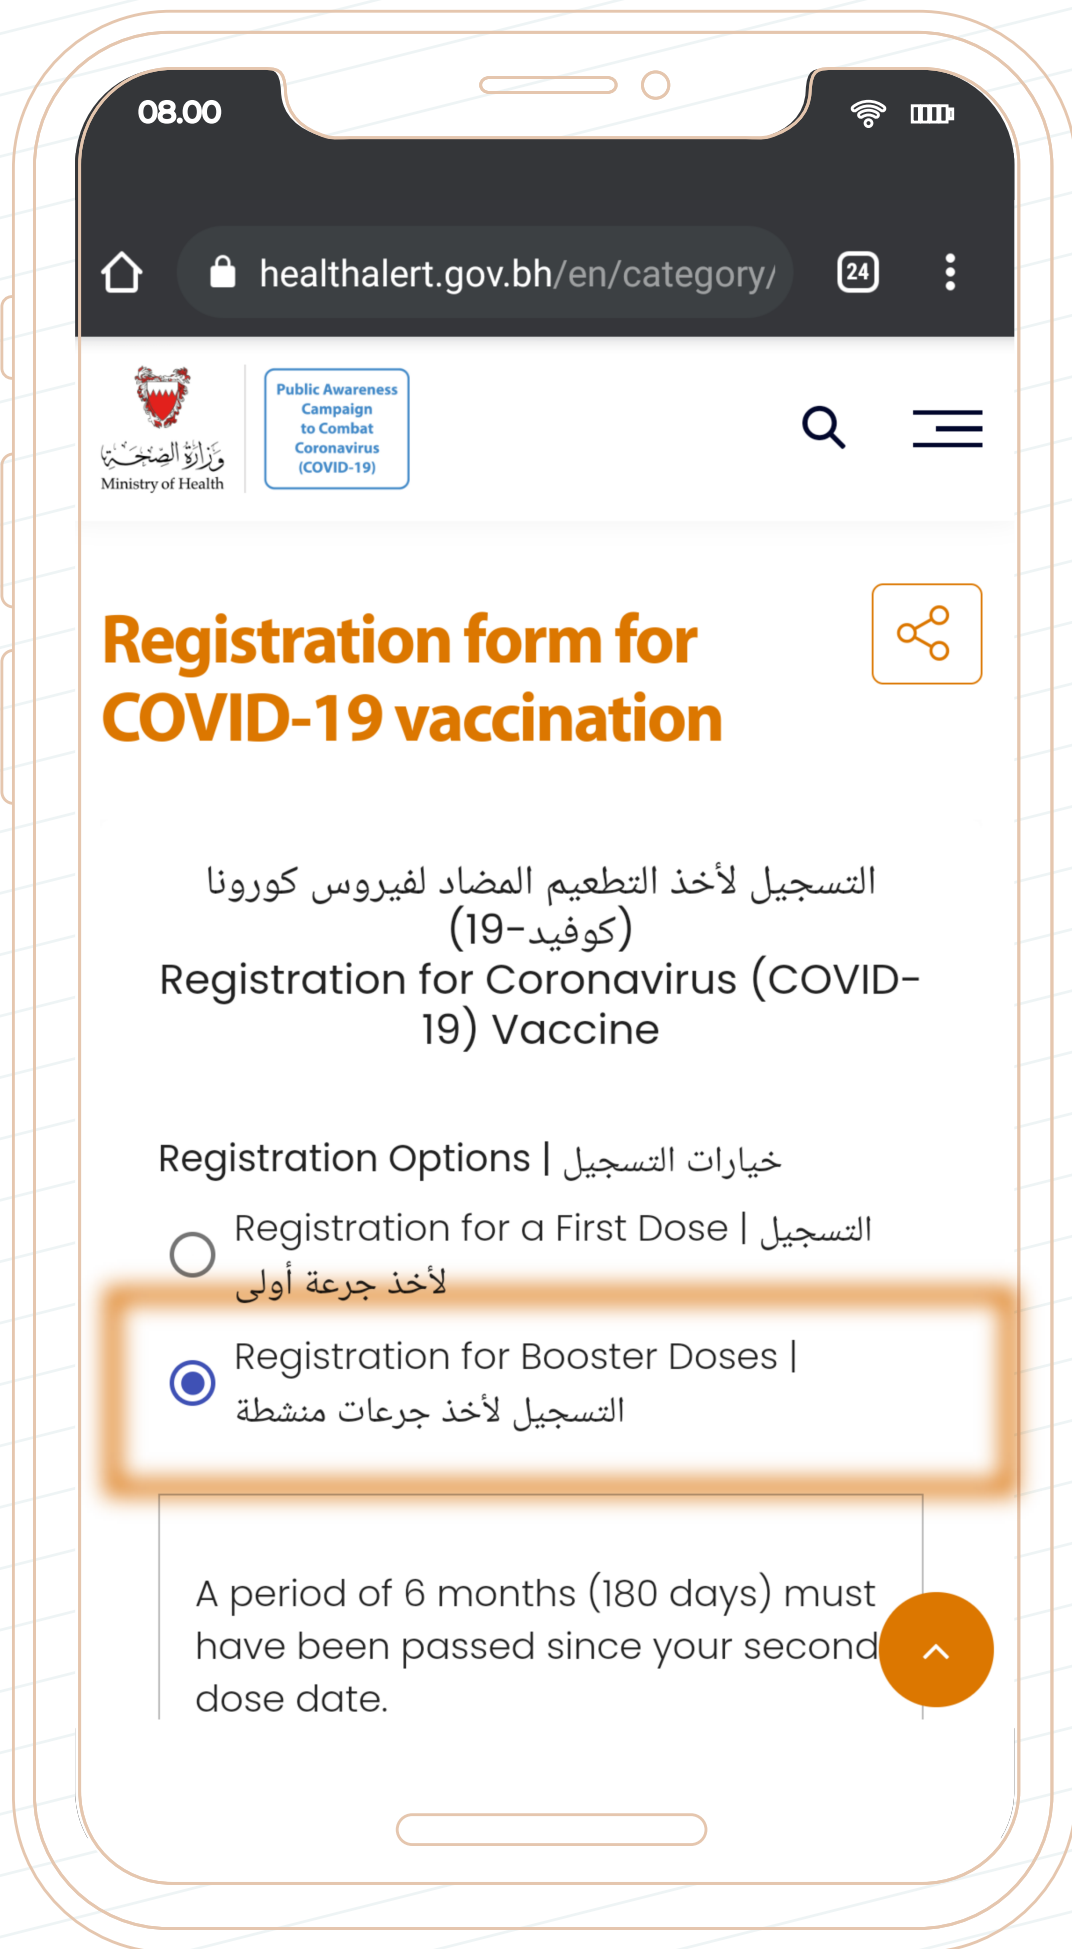 08.00
healthalert.gov.bh/en/category/
24
وزارة الصحة
Ministry of Health
Public Awareness
Campaign
to Combat
Coronavirus
(COVID-19)
Registration form for
COVID-19 vaccination
التسجيل لأخذ التطعيم المضاد لفيروس كورونا
(كوفيد-19)
Registration for Coronavirus (COVID-
19) Vaccine
Registration Options | خيارات التسجيل
Registration for a First Dose | التسجيل
لأخذ جرعة أولى
Registration for Booster Doses |
التسجيل لأخذ جرعات منشطة
A period of 6 months (180 days) must
have been passed since your second
dose date.